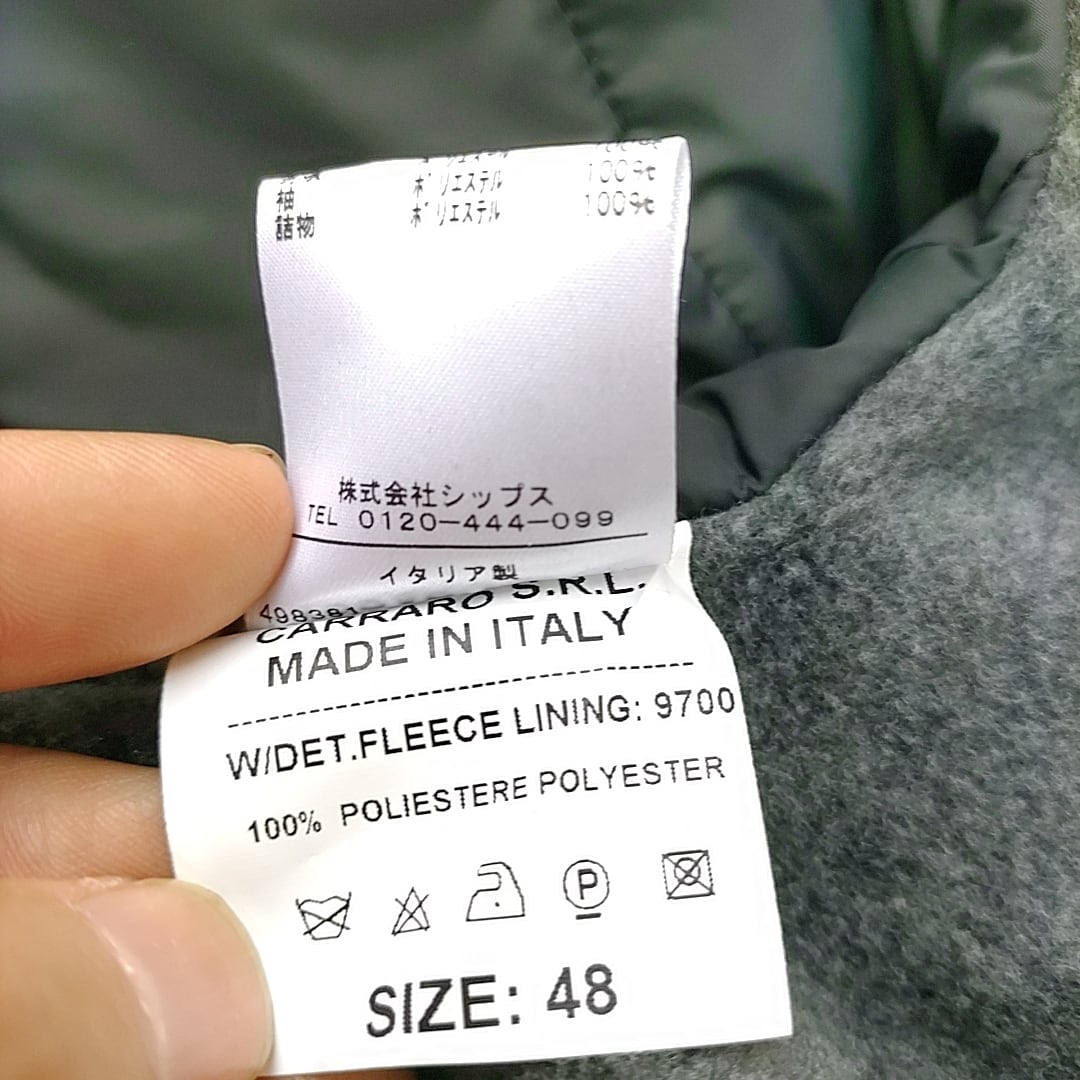 袖 ポリエステル 100%
詰物 ポリエステル 100%
株式会社シップス
TEL 0120-444-099
イタリア製
CARRARO S.R.L.
MADE IN ITALY
W/DET.FLEECE LINING: 9700
100% POLIESTERE POLYESTER
P
SIZE: 48